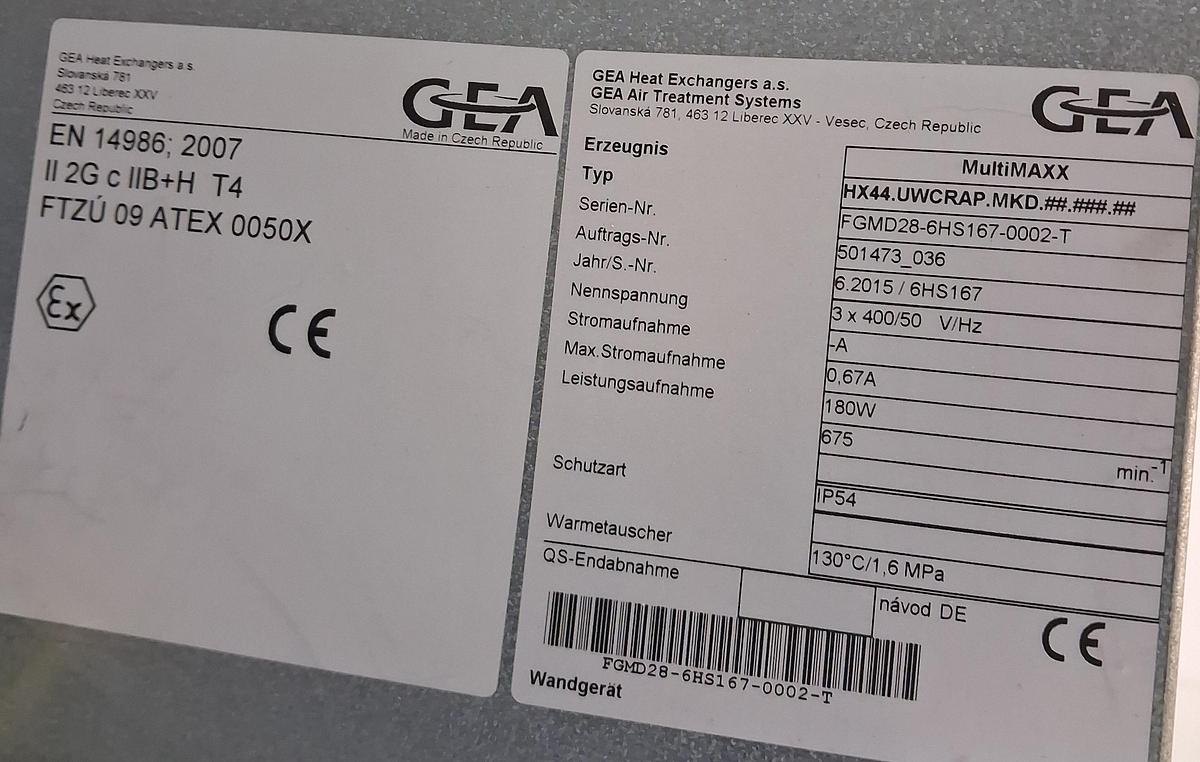 GEA Heat Exchangers a.s.
Slovanská 781
463 12 Liberec XXV
Czech Republic
GEA
Made in Czech Republic
EN 14986; 2007
II 2G c IIB+H T4
FTZÚ 09 ATEX 0050X
Ex
CE
GEA Heat Exchangers a.s.
GEA Air Treatment Systems
Slovanská 781, 463 12 Liberec XXV - Vesec, Czech Republic
GEA
Erzeugnis MultiMAXX
Typ HX44.UWCRAP.MKD.##.###.##
Serien-Nr. FGMD28-6HS167-0002-T
Auftrags-Nr. 501473_036
Jahr/S.-Nr. 6.2015 / 6HS167
Nennspannung 3 x 400/50 V/Hz
Stromaufnahme -A
Max.Stromaufnahme 0,67A
Leistungsaufnahme 180W
675 min.-1
Schutzart IP54
Warmetauscher 130°C/1,6 MPa
QS-Endabnahme návod DE
CE
FGMD28-6HS167-0002-T
Wandgerät